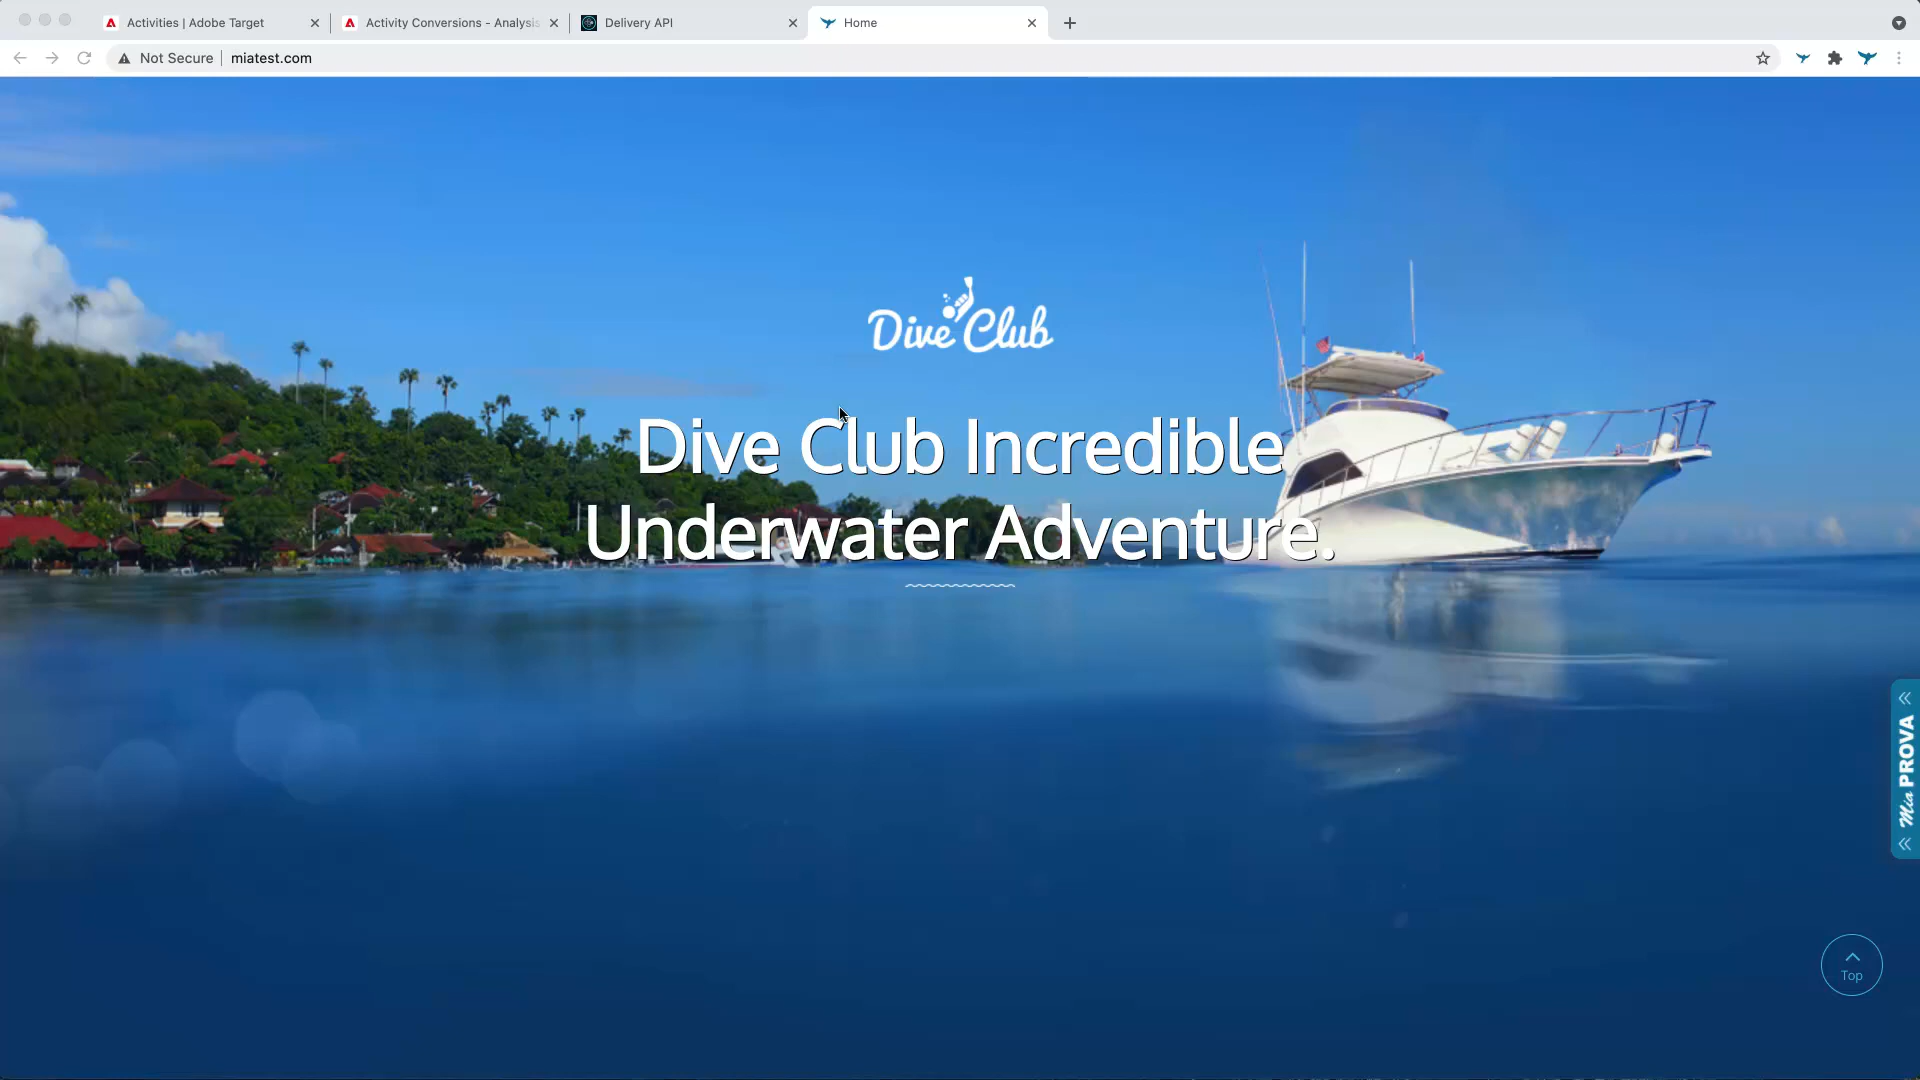 Activities | Adobe Target
Activity Conversions - Analysis
Delivery API
Home
Not Secure
miatest.com
Dive Club
Dive Club Incredible
Underwater Adventure.
Mia PROVA
Top